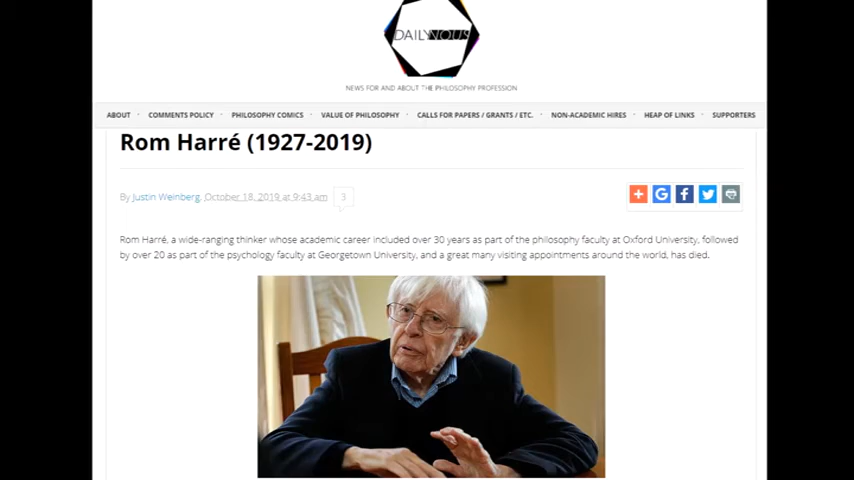 DAILYNOUS
NEWS FOR AND ABOUT THE PHILOSOPHY PROFESSION
ABOUT · COMMENTS POLICY · PHILOSOPHY COMICS · VALUE OF PHILOSOPHY · CALLS FOR PAPERS / GRANTS / ETC. · NON-ACADEMIC HIRES · HEAP OF LINKS · SUPPORTERS
Rom Harré (1927-2019)
By Justin Weinberg. October 18, 2019 at 9:43 am 3
Rom Harré, a wide-ranging thinker whose academic career included over 30 years as part of the philosophy faculty at Oxford University, followed
by over 20 as part of the psychology faculty at Georgetown University, and a great many visiting appointments around the world, has died.